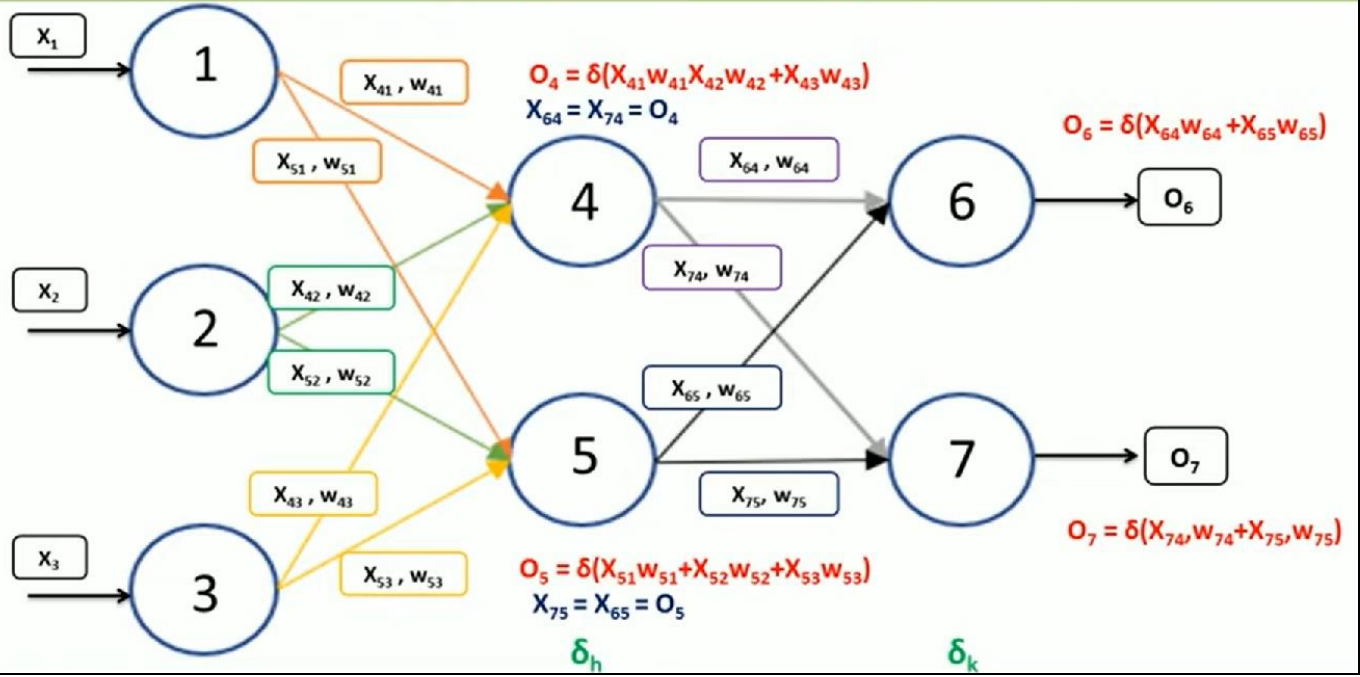 X₁
1
X₄₁ , w₄₁
O₄ = δ(X₄₁w₄₁X₄₂w₄₂+X₄₃w₄₃)
X₆₄ = X₇₄ = O₄
O₆ = δ(X₆₄w₆₄ +X₆₅w₆₅)
X₅₁ , w₅₁
4
X₆₄ , w₆₄
6
O₆
X₂
2
X₄₂ , w₄₂
X₇₄, w₇₄
X₅₂ , w₅₂
X₆₅ , w₆₅
5
7
O₇
X₄₃ , w₄₃
X₇₅, w₇₅
X₃
3
X₅₃ , w₅₃
O₅ = δ(X₅₁w₅₁+X₅₂w₅₂+X₅₃w₅₃)
X₇₅ = X₆₅ = O₅
O₇ = δ(X₇₄,w₇₄+X₇₅,w₇₅)
δₕ
δₖ